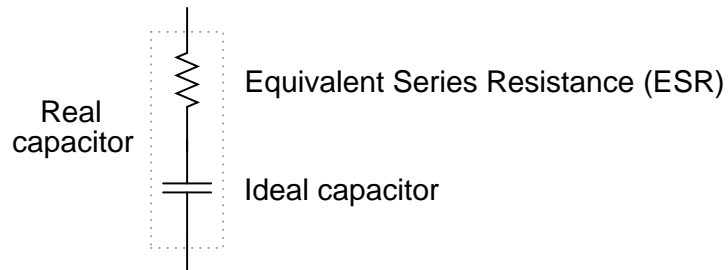 Equivalent Series Resistance (ESR)
Real
capacitor
Ideal capacitor